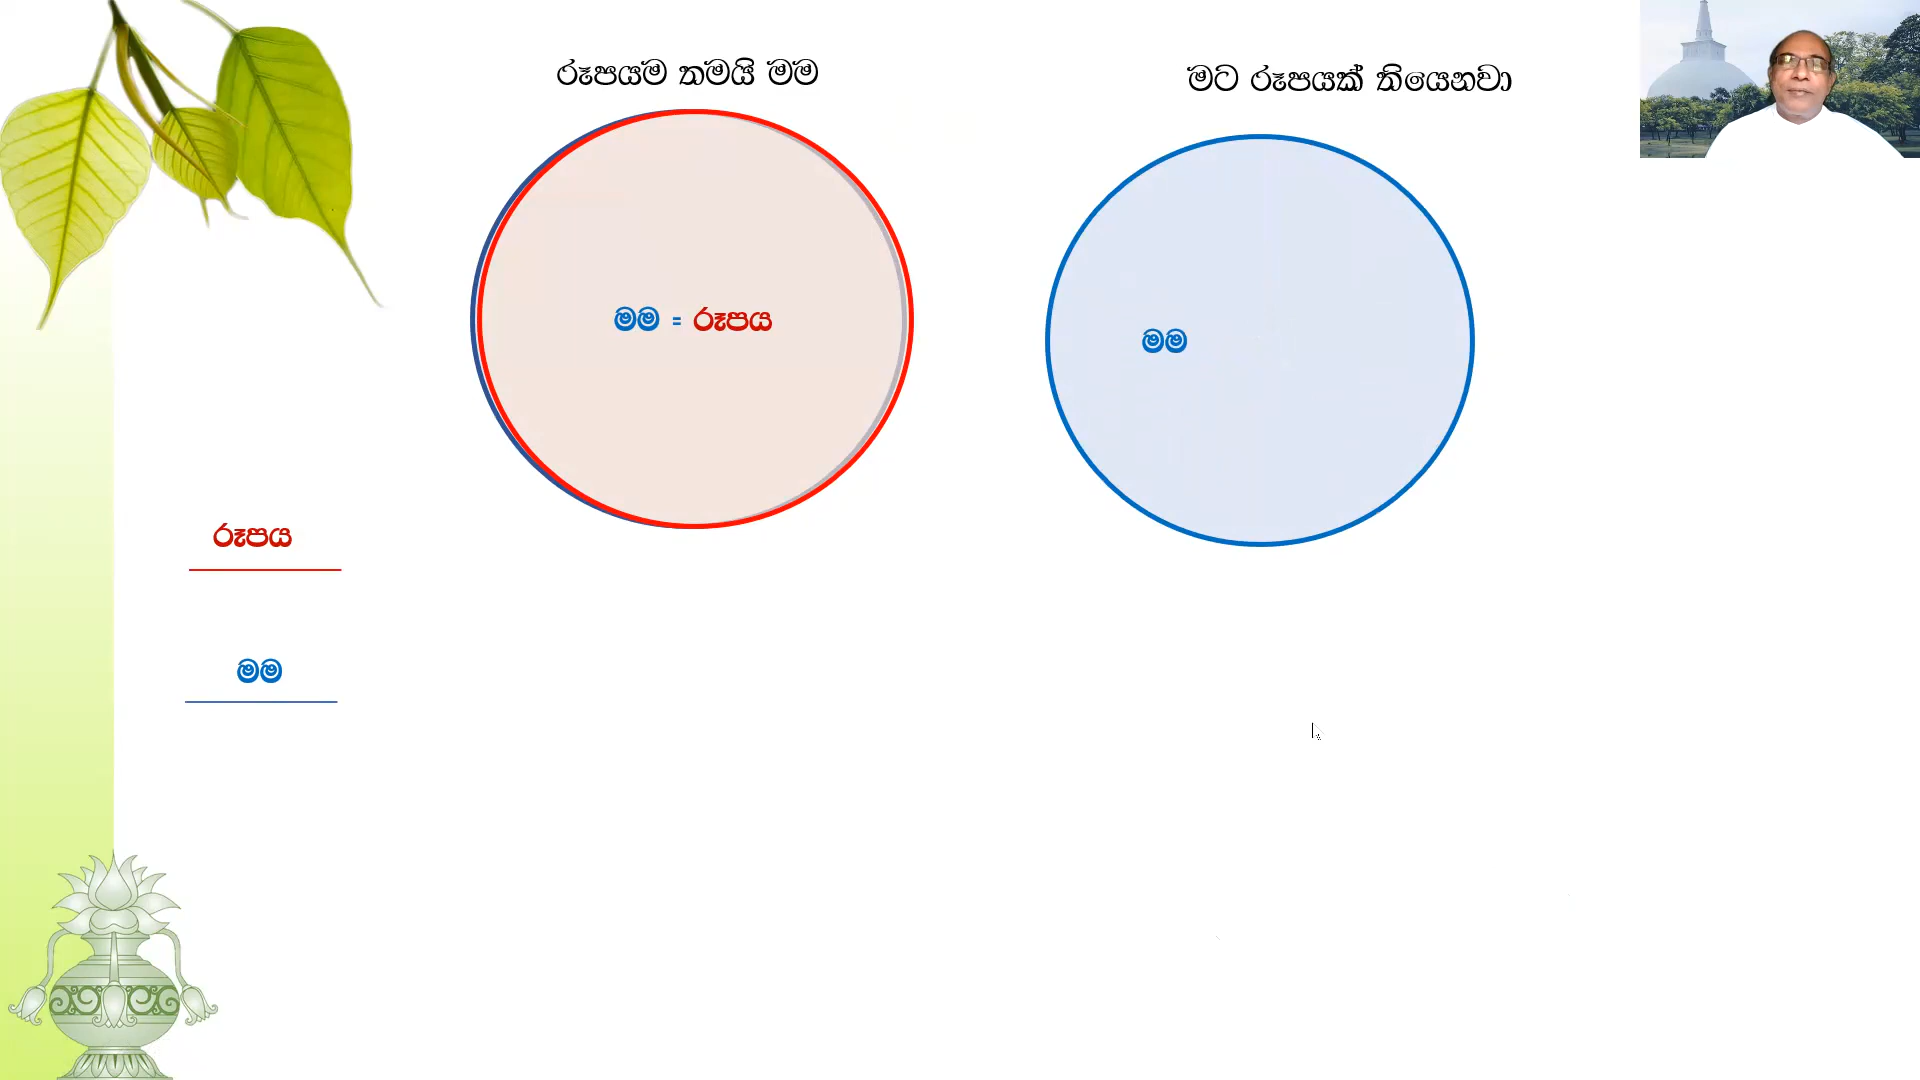 රූපයම තමයි මම
මට රූපයක් තියෙනවා
මම = රූපය
මම
රූපය
මම